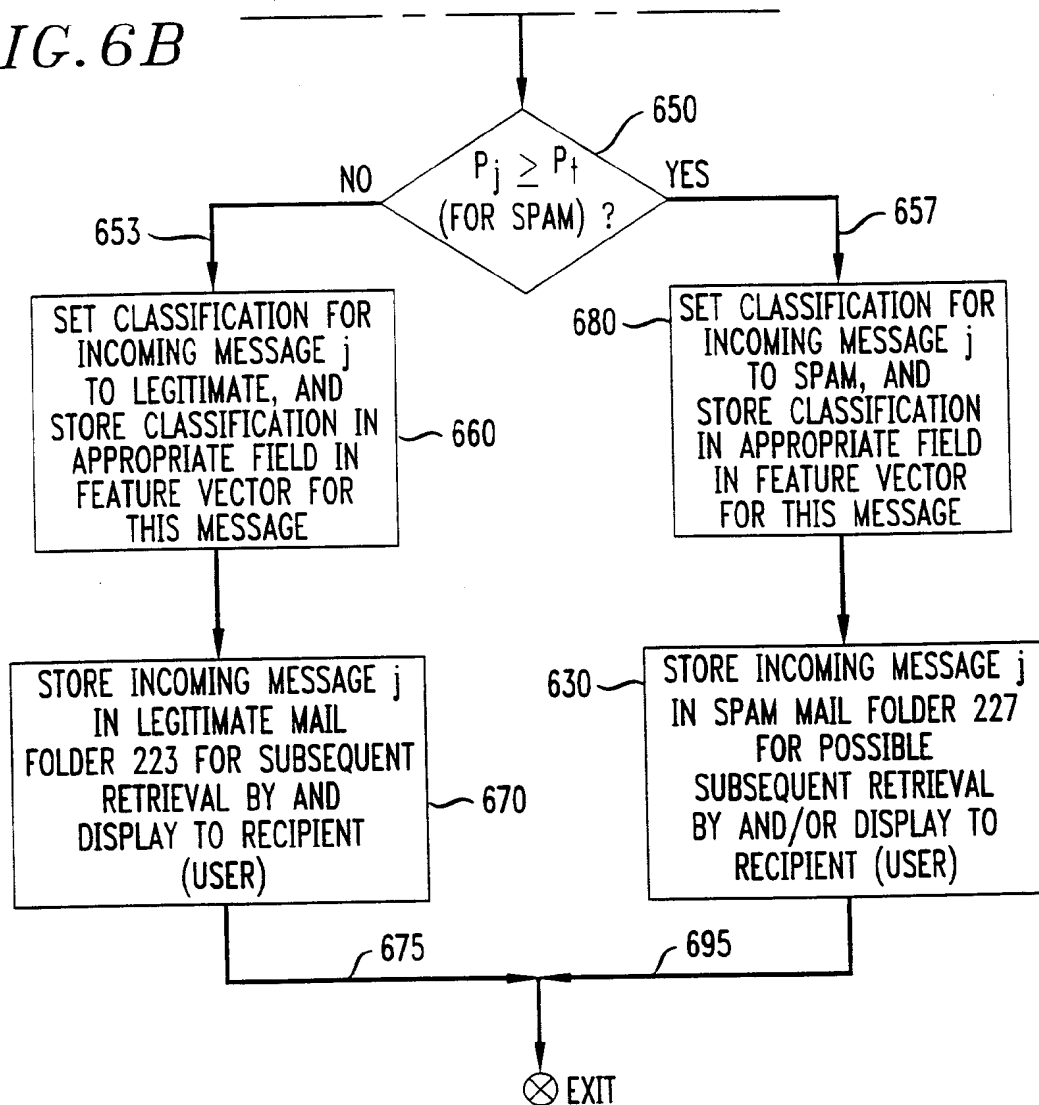 IG. 6B
650
P j ≥ P t
(FOR SPAM) ?
NO
YES
653
657
SET CLASSIFICATION FOR
INCOMING MESSAGE j
TO LEGITIMATE, AND
STORE CLASSIFICATION IN
APPROPRIATE FIELD IN
FEATURE VECTOR FOR
THIS MESSAGE
660
680
SET CLASSIFICATION FOR
INCOMING MESSAGE j
TO SPAM, AND
STORE CLASSIFICATION
IN APPROPRIATE FIELD
IN FEATURE VECTOR
FOR THIS MESSAGE
STORE INCOMING MESSAGE j
IN LEGITIMATE MAIL
FOLDER 223 FOR SUBSEQUENT
RETRIEVAL BY AND
DISPLAY TO RECIPIENT
(USER)
670
630
STORE INCOMING MESSAGE j
IN SPAM MAIL FOLDER 227
FOR POSSIBLE
SUBSEQUENT RETRIEVAL
BY AND/OR DISPLAY TO
RECIPIENT (USER)
675
695
EXIT